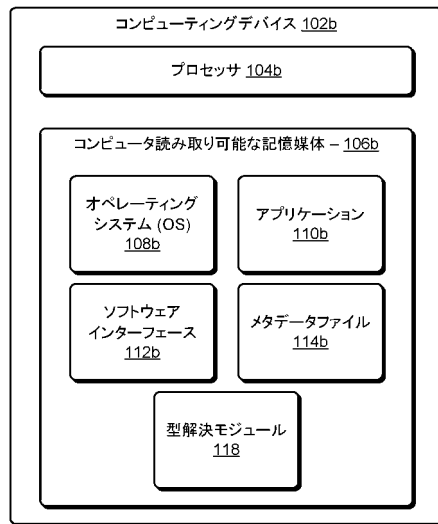 コンピューティングデバイス 102b
プロセッサ
104b
コンピュータ読み取り可能な記憶媒体 – 106b
オペレーティング
システム (OS)
108b
アプリケーション
110b
ソフトウェア
インターフェース
112b
メタデータファイル
114b
型解決モジュール
118